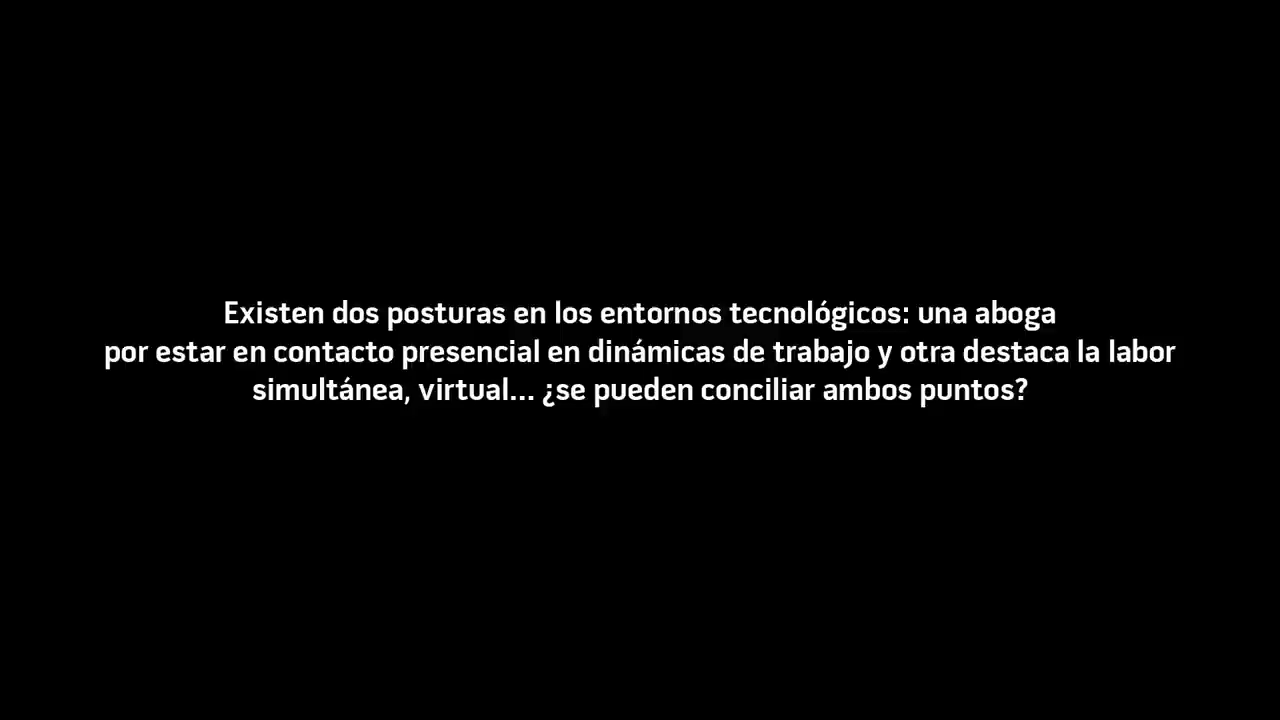 Existen dos posturas en los entornos tecnológicos: una aboga
por estar en contacto presencial en dinámicas de trabajo y otra destaca la labor
simultánea, virtual... ¿se pueden conciliar ambos puntos?